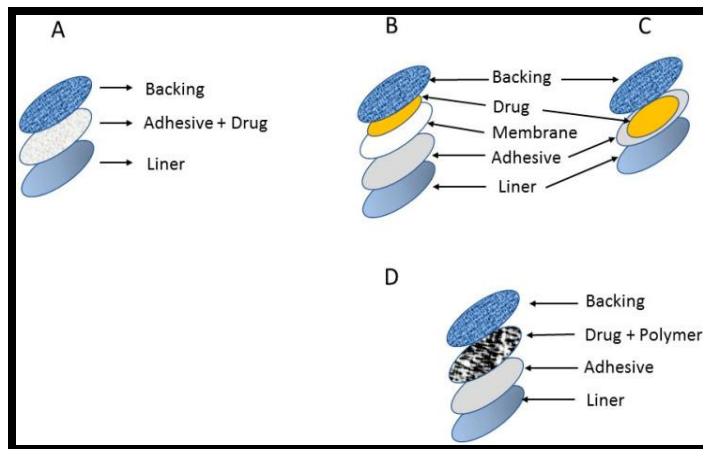 A
Backing
Adhesive + Drug
Liner
B
C
Backing
Drug
Membrane
Adhesive
Liner
D
Backing
Drug + Polymer
Adhesive
Liner